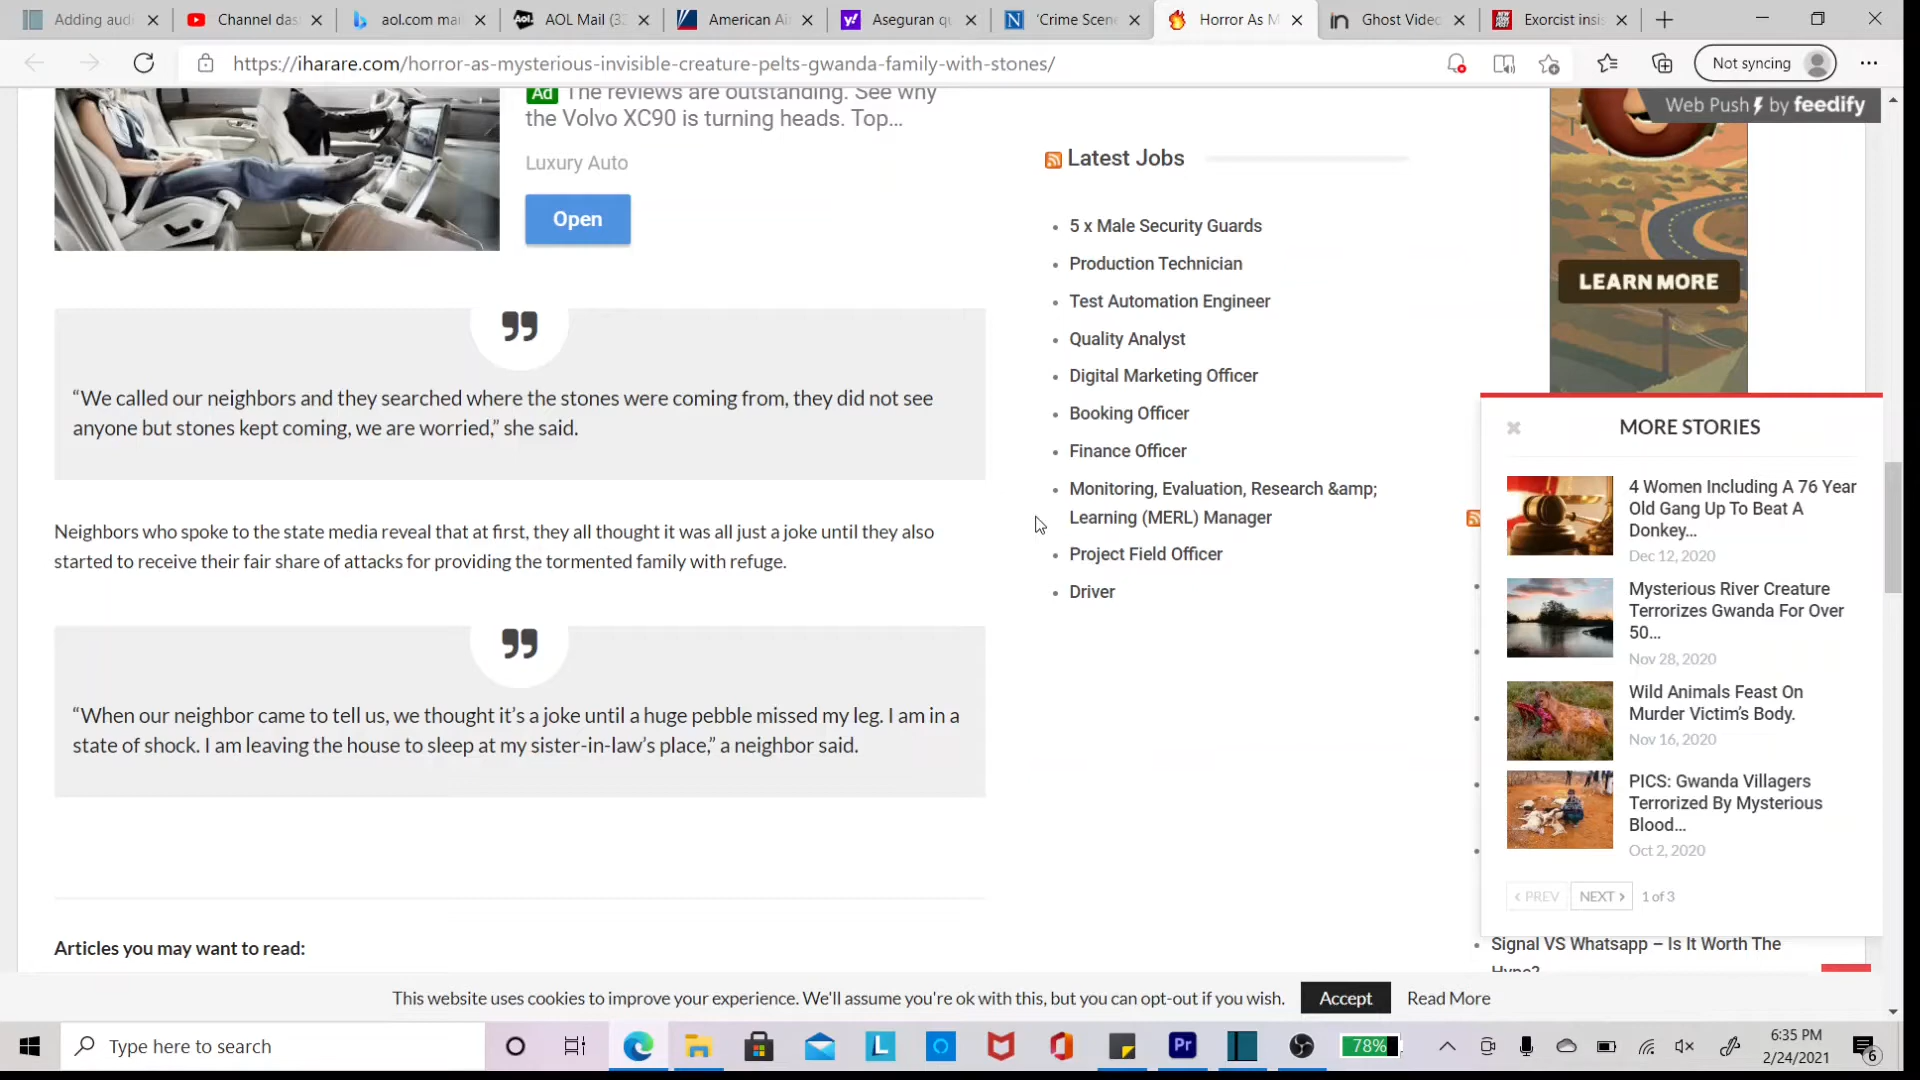 Adding audi
Channel das
aol.com mai
AOL Mail (32
American Ai
Aseguran qu
'Crime Scene
Horror As M
Ghost Video
Exorcist insi
https://iharare.com/horror-as-mysterious-invisible-creature-pelts-gwanda-family-with-stones/
Not syncing
Web Push by feedify
Ad The reviews are outstanding. See why
the Volvo XC90 is turning heads. Top...
Luxury Auto
Open
“We called our neighbors and they searched where the stones were coming from, they did not see
anyone but stones kept coming, we are worried,” she said.
Neighbors who spoke to the state media reveal that at first, they all thought it was all just a joke until they also
started to receive their fair share of attacks for providing the tormented family with refuge.
“When our neighbor came to tell us, we thought it’s a joke until a huge pebble missed my leg. I am in a
state of shock. I am leaving the house to sleep at my sister-in-law’s place,” a neighbor said.
Articles you may want to read:
Latest Jobs
5 x Male Security Guards
Production Technician
Test Automation Engineer
Quality Analyst
Digital Marketing Officer
Booking Officer
Finance Officer
Monitoring, Evaluation, Research &amp;
Learning (MERL) Manager
Project Field Officer
Driver
LEARN MORE
MORE STORIES
4 Women Including A 76 Year
Old Gang Up To Beat A
Donkey...
Dec 12, 2020
Mysterious River Creature
Terrorizes Gwanda For Over
50...
Nov 28, 2020
Wild Animals Feast On
Murder Victim’s Body.
Nov 16, 2020
PICS: Gwanda Villagers
Terrorized By Mysterious
Blood...
Oct 2, 2020
PREV
NEXT
1 of 3
Signal VS Whatsapp – Is It Worth The
Hype?
This website uses cookies to improve your experience. We'll assume you're ok with this, but you can opt-out if you wish.
Accept
Read More
Type here to search
Pr
78%
6:35 PM
2/24/2021
6